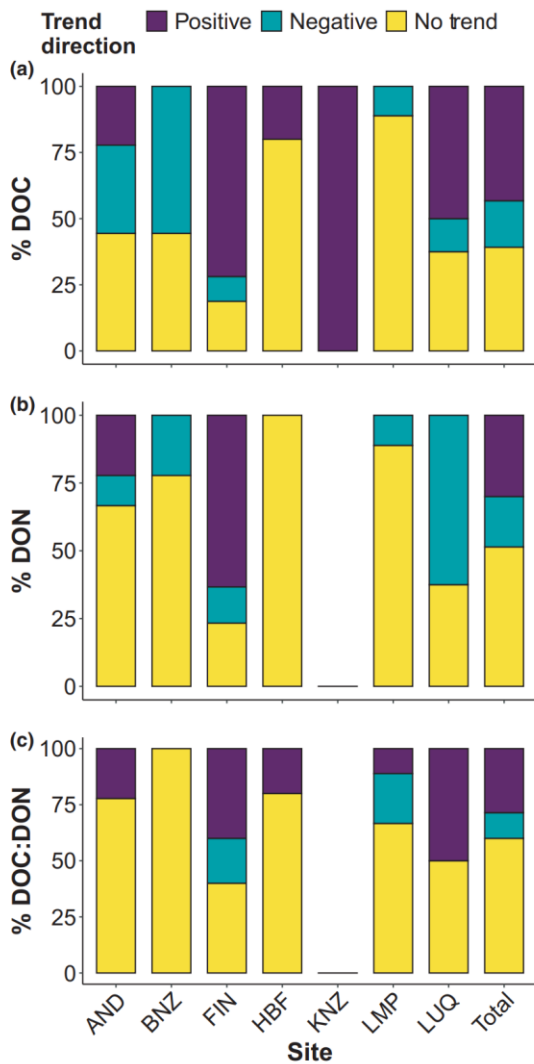 Trend direction Positive Negative No trend
(a)
% DOC
100
75
50
25
0
(b)
% DON
100
75
50
25
0
(c)
% DOC:DON
100
75
50
25
0
AND BNZ FIN HBF KNZ LMP LUQ Total
Site